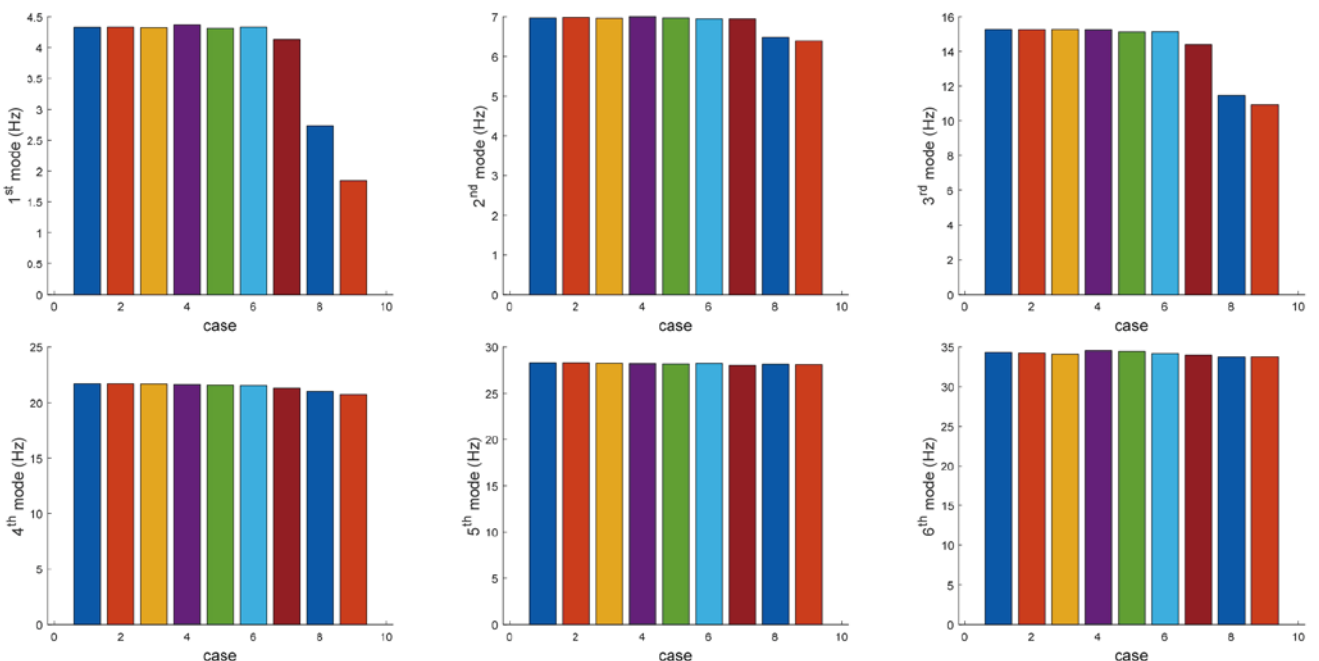 1st mode (Hz)
4.5
4
3.5
3
2.5
2
1.5
1
0.5
0
0 2 4 6 8 10
case
2nd mode (Hz)
7
6
5
4
3
2
1
0
0 2 4 6 8 10
case
3rd mode (Hz)
16
14
12
10
8
6
4
2
0
0 2 4 6 8 10
case
4th mode (Hz)
25
20
15
10
5
0
0 2 4 6 8 10
case
5th mode (Hz)
30
25
20
15
10
5
0
0 2 4 6 8 10
case
6th mode (Hz)
35
30
25
20
15
10
5
0
0 2 4 6 8 10
case